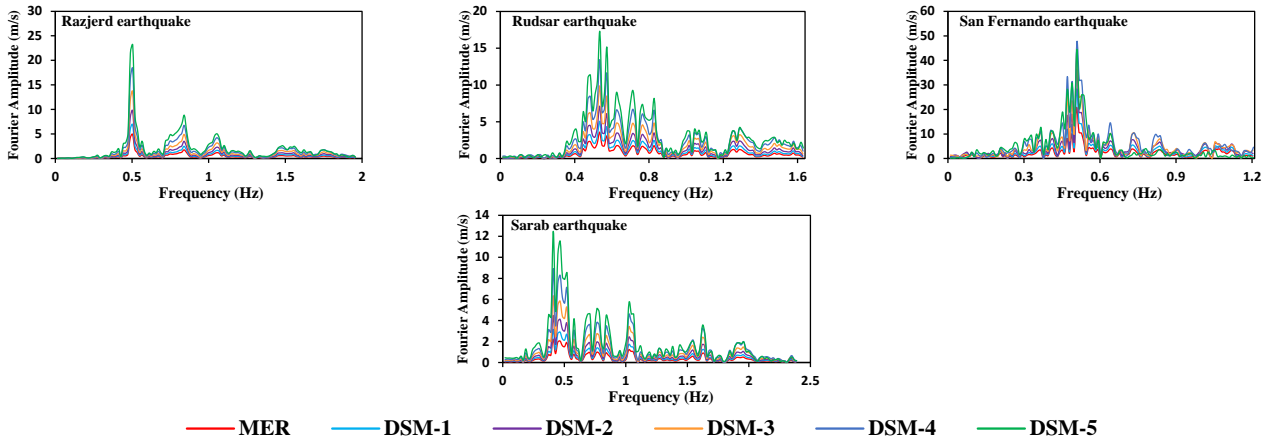 Razjerd earthquake
Fourier Amplitude (m/s)
30
25
20
15
10
5
0
0 0.5 1 1.5 2
Frequency (Hz)
Rudsar earthquake
Fourier Amplitude (m/s)
20
15
10
5
0
0 0.4 0.8 1.2 1.6
Frequency (Hz)
San Fernando earthquake
Fourier Amplitude (m/s)
60
50
40
30
20
10
0
0 0.3 0.6 0.9 1.2
Frequency (Hz)
Sarab earthquake
Fourier Amplitude (m/s)
14
12
10
8
6
4
2
0
0 0.5 1 1.5 2 2.5
Frequency (Hz)
MER DSM-1 DSM-2 DSM-3 DSM-4 DSM-5